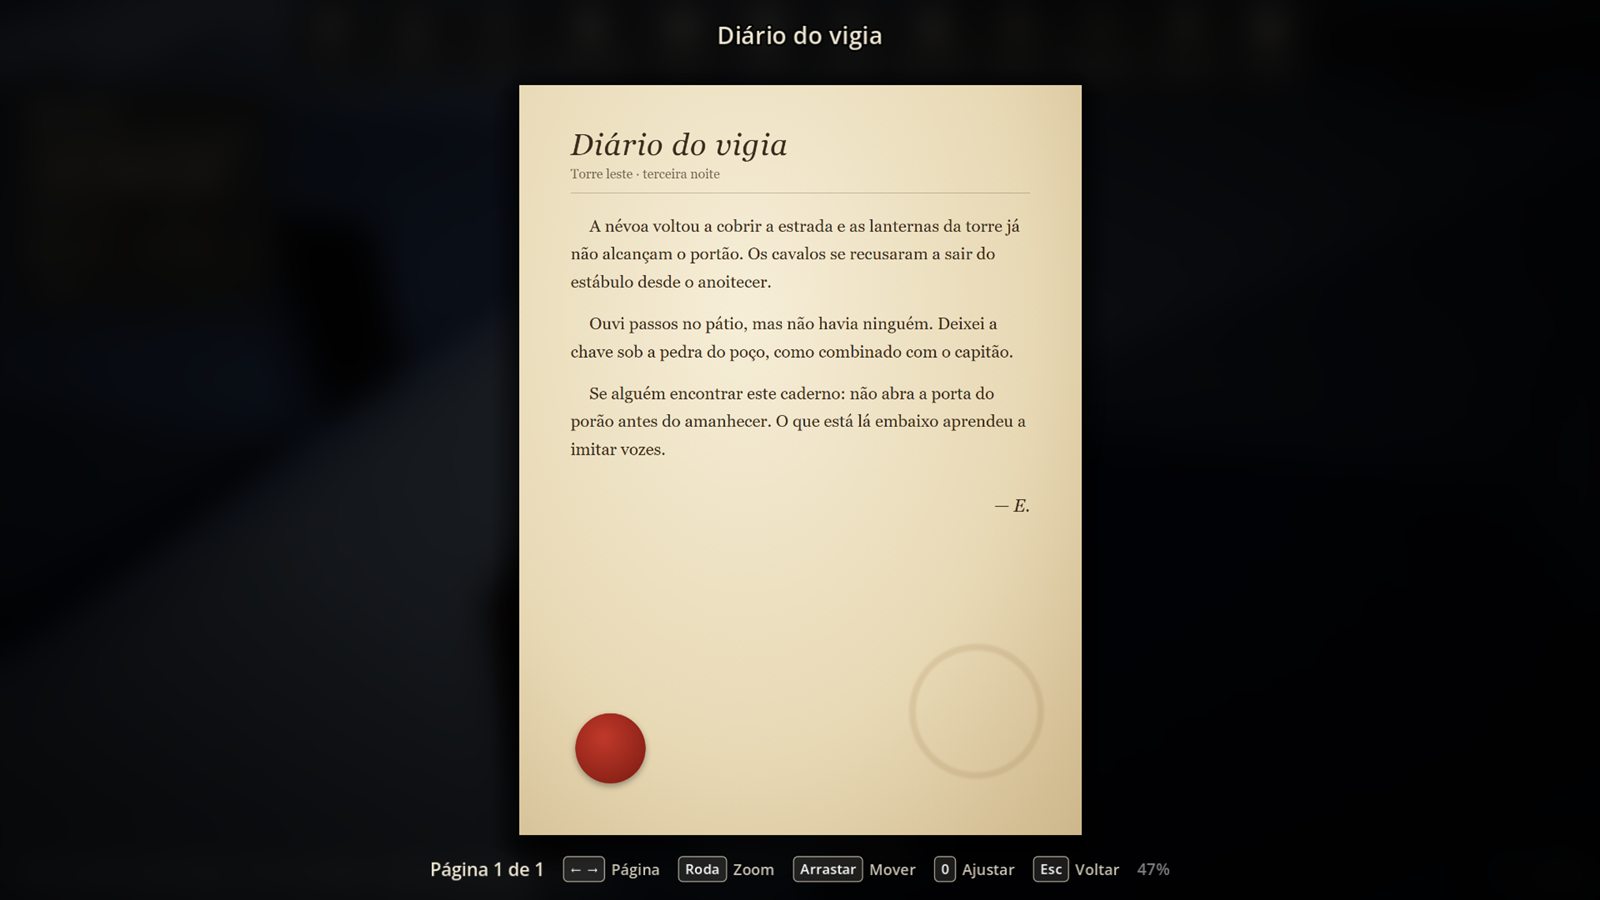 Diário do vigia
Diário do vigia
Torre leste · terceira noite
A névoa voltou a cobrir a estrada e as lanternas da torre já
não alcançam o portão. Os cavalos se recusaram a sair do
estábulo desde o anoitecer.
Ouvi passos no pátio, mas não havia ninguém. Deixei a
chave sob a pedra do poço, como combinado com o capitão.
Se alguém encontrar este caderno: não abra a porta do
porão antes do amanhecer. O que está lá embaixo aprendeu a
imitar vozes.
— E.
Página 1 de 1 ← → Página Roda Zoom Arrastar Mover 0 Ajustar Esc Voltar 47%